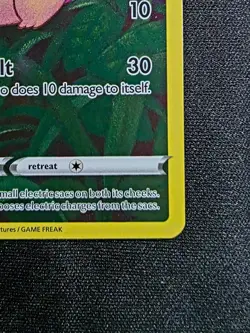 10
lt 30
o does 10 damage to itself.
retreat
mall electric sacs on both its cheeks.
oses electric charges from the sacs.
tures / GAME FREAK